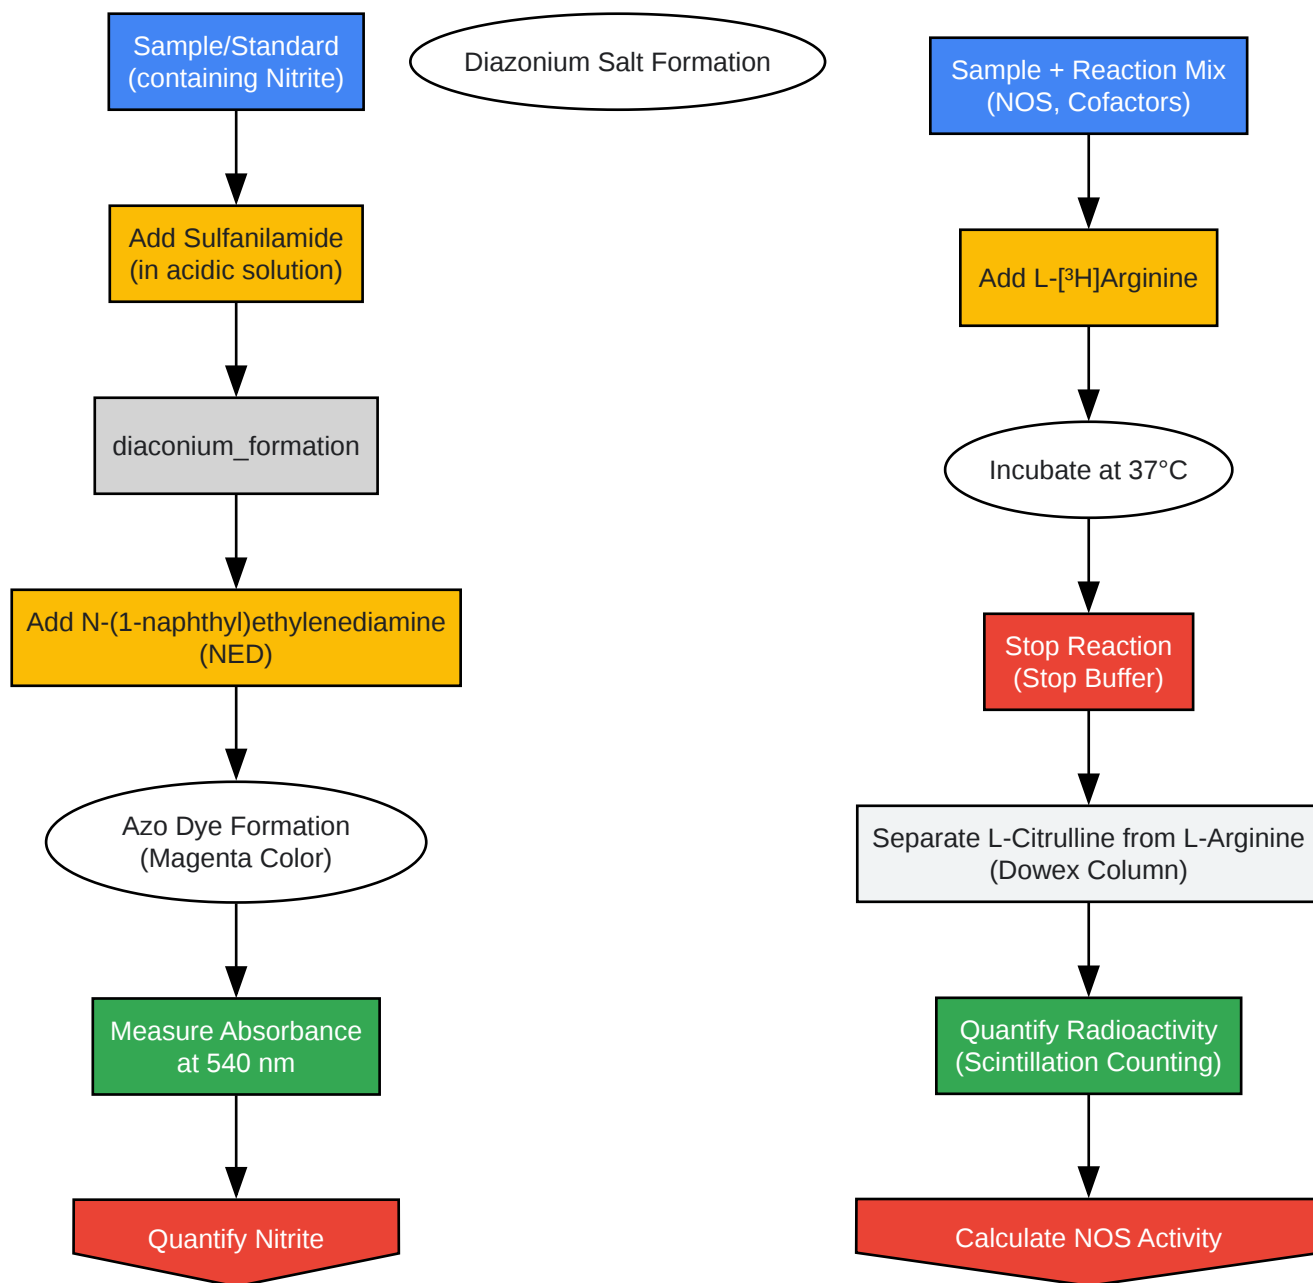 Sample/Standard
(containing Nitrite)
Diazonium Salt Formation
Add Sulfanilamide
(in acidic solution)
diaconium_formation
Add N-(1-naphthyl)ethylenediamine
(NED)
Azo Dye Formation
(Magenta Color)
Measure Absorbance
at 540 nm
Quantify Nitrite
Sample + Reaction Mix
(NOS, Cofactors)
Add L-[³H]Arginine
Incubate at 37°C
Stop Reaction
(Stop Buffer)
Separate L-Citrulline from L-Arginine
(Dowex Column)
Quantify Radioactivity
(Scintillation Counting)
Calculate NOS Activity